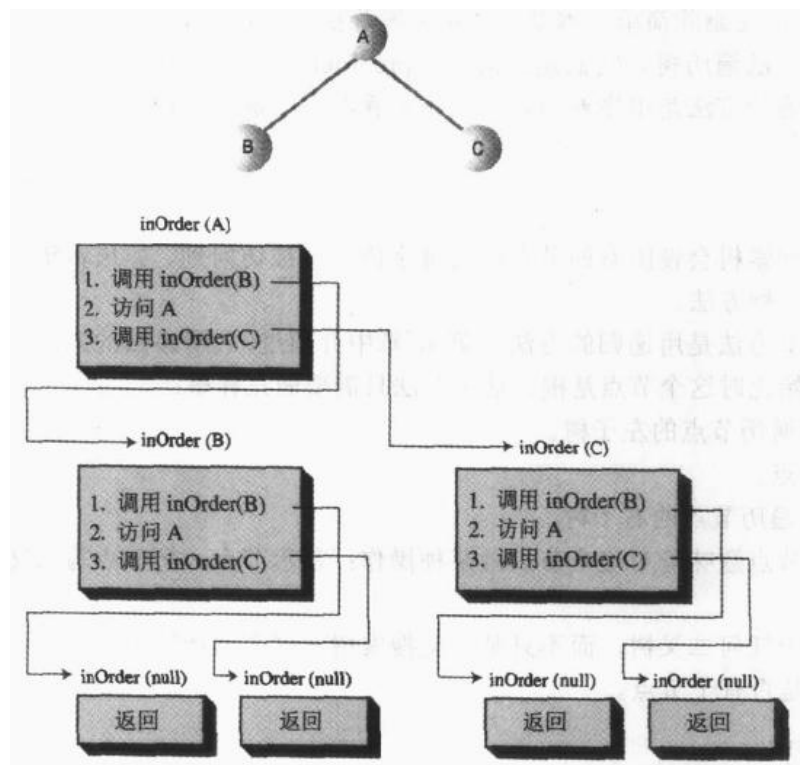 A
B
C
inOrder (A)
1. 调用 inOrder(B)
2. 访问 A
3. 调用 inOrder(C)
inOrder (B)
1. 调用 inOrder(B)
2. 访问 A
3. 调用 inOrder(C)
inOrder (C)
1. 调用 inOrder(B)
2. 访问 A
3. 调用 inOrder(C)
inOrder (null)
inOrder (null)
inOrder (null)
inOrder (null)
返回
返回
返回
返回